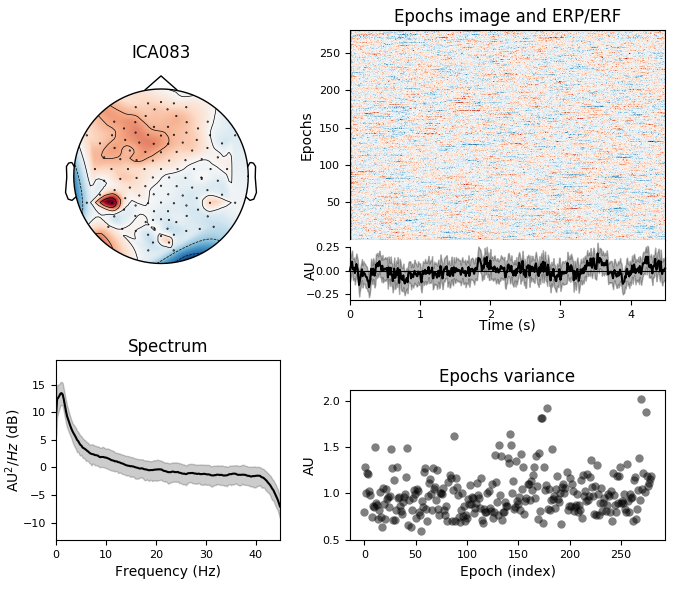 ICA083
Epochs image and ERP/ERF
Epochs
250
200
150
100
50
AU
0.25
0.00
−0.25
0
1
2
3
4
Time (s)
Spectrum
AU²/Hz (dB)
15
10
5
0
−5
−10
0
20
40
Frequency (Hz)
Epochs variance
AU
2.0
1.5
1.0
0.5
0
50
100
150
200
250
Epoch (index)